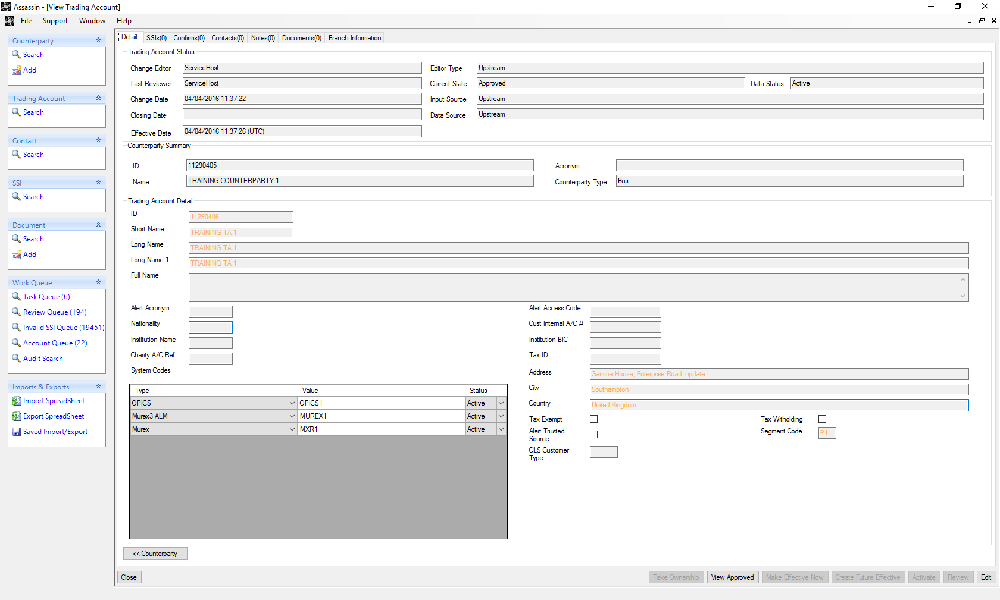 Assassin - [View Trading Account]
File Support Window Help
Counterparty
Search
Add
Trading Account
Search
Contact
Search
SSI
Search
Document
Search
Add
Work Queue
Task Queue (6)
Review Queue (194)
Invalid SSI Queue (19451)
Account Queue (22)
Audit Search
Imports & Exports
Import SpreadSheet
Export SpreadSheet
Saved Import/Export
Detail SSIs(0) Confirms(0) Contacts(0) Notes(0) Documents(0) Branch Information
Trading Account Status
Change Editor ServiceHost Editor Type Upstream
Last Reviewer ServiceHost Current State Approved Data Status Active
Change Date 04/04/2016 11:37:22 Input Source Upstream
Closing Date Data Source Upstream
Effective Date 04/04/2016 11:37:26 (UTC)
Counterparty Summary
ID 11290405 Acronym
Name TRAINING COUNTERPARTY 1 Counterparty Type Bus
Trading Account Detail
ID 11290406
Short Name TRAINING TA 1
Long Name TRAINING TA 1
Long Name 1 TRAINING TA 1
Full Name
Alert Acronym Alert Access Code
Nationality Cust Internal A/C #
Institution Name Institution BIC
Charity A/C Ref Tax ID
System Codes
Type Value Status
OPICS OPICS1 Active
Murex3 ALM MUREX1 Active
Murex MXR1 Active
Address Gamma House, Enterprise Road, update
City Southampton
Country United Kingdom
Tax Exempt Tax Witholding
Alert Trusted Source Segment Code P11
CLS Customer Type
<< Counterparty
Close Take Ownership View Approved Make Effective Now Create Future Effective Activate Review Edit